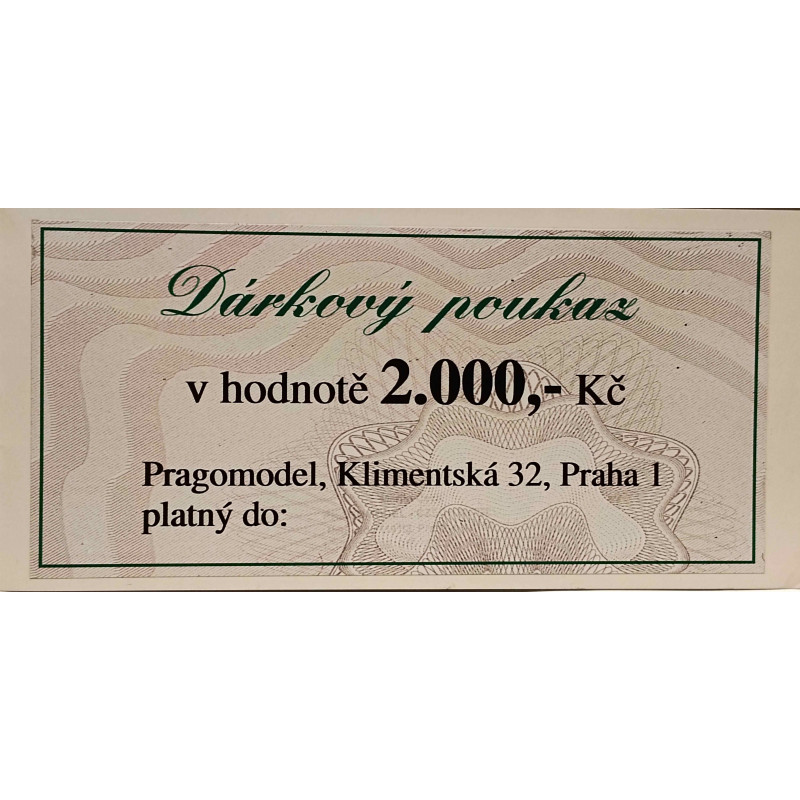 Dárkový poukaz
v hodnotě 2.000,- Kč
Pragomodel, Klimentská 32, Praha 1
platný do: